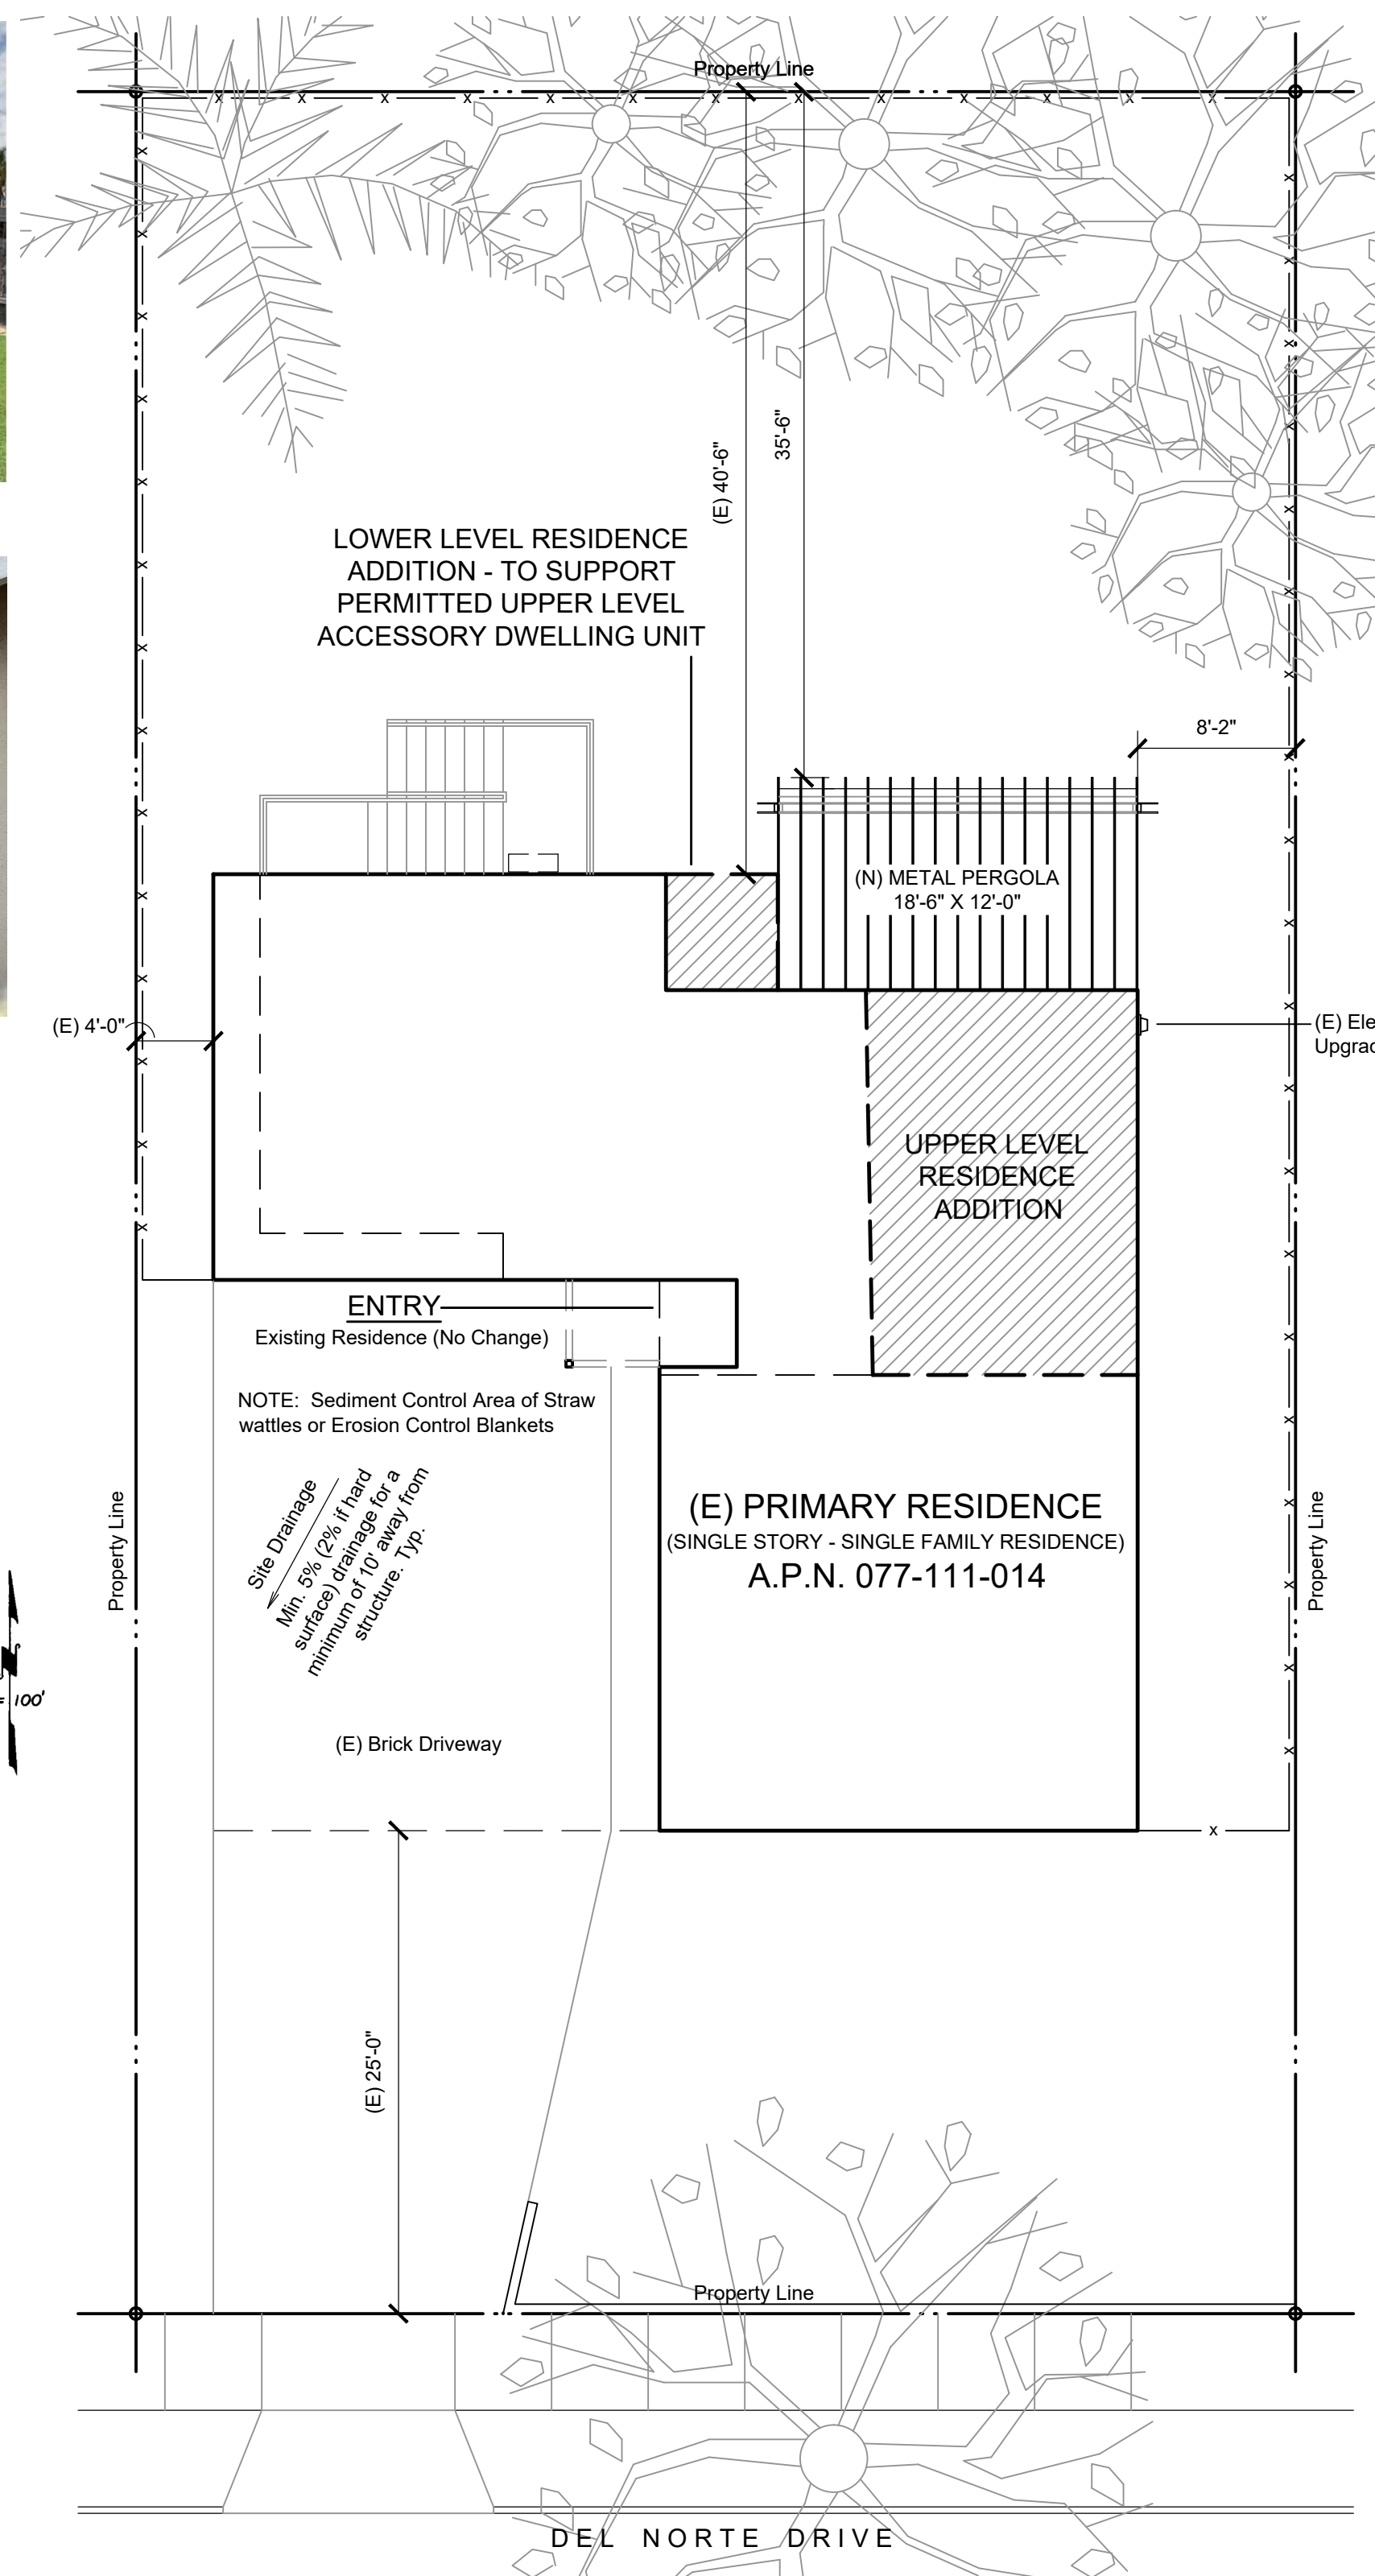 Property Line
(E) 40'-6"
35'-6"
LOWER LEVEL RESIDENCE
ADDITION - TO SUPPORT
PERMITTED UPPER LEVEL
ACCESSORY DWELLING UNIT
8'-2"
(N) METAL PERGOLA
18'-6" X 12'-0"
(E) 4'-0"
(E) Ele
Upgrad
UPPER LEVEL
RESIDENCE
ADDITION
ENTRY
Existing Residence (No Change)
NOTE: Sediment Control Area of Straw
wattles or Erosion Control Blankets
Site Drainage
Min. 5% (2% if hard
surface) drainage for a
minimum of 10' away from
structure. Typ.
Property Line
(E) PRIMARY RESIDENCE
(SINGLE STORY - SINGLE FAMILY RESIDENCE)
A.P.N. 077-111-014
Property Line
= 100'
(E) Brick Driveway
(E) 25'-0"
Property Line
DEL NORTE DRIVE